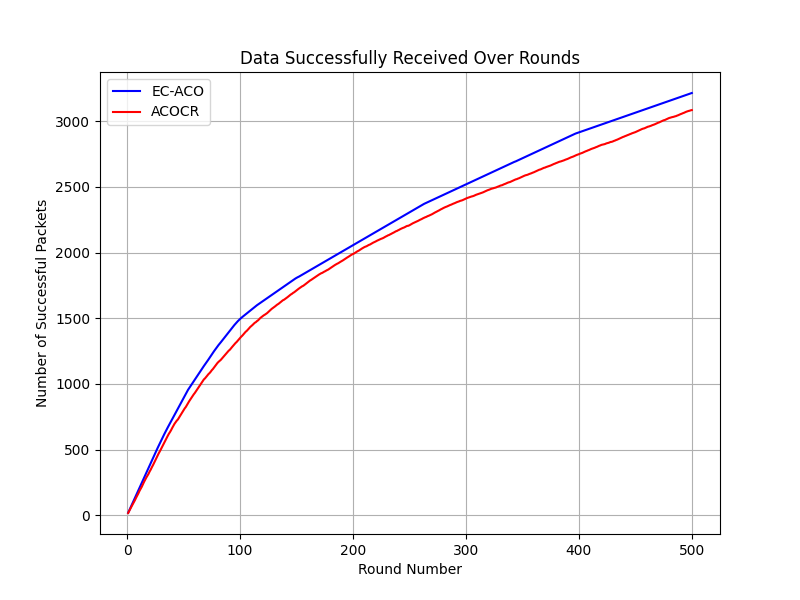 Data Successfully Received Over Rounds
EC-ACO
ACOCR
Number of Successful Packets
3000
2500
2000
1500
1000
500
0
0 100 200 300 400 500
Round Number